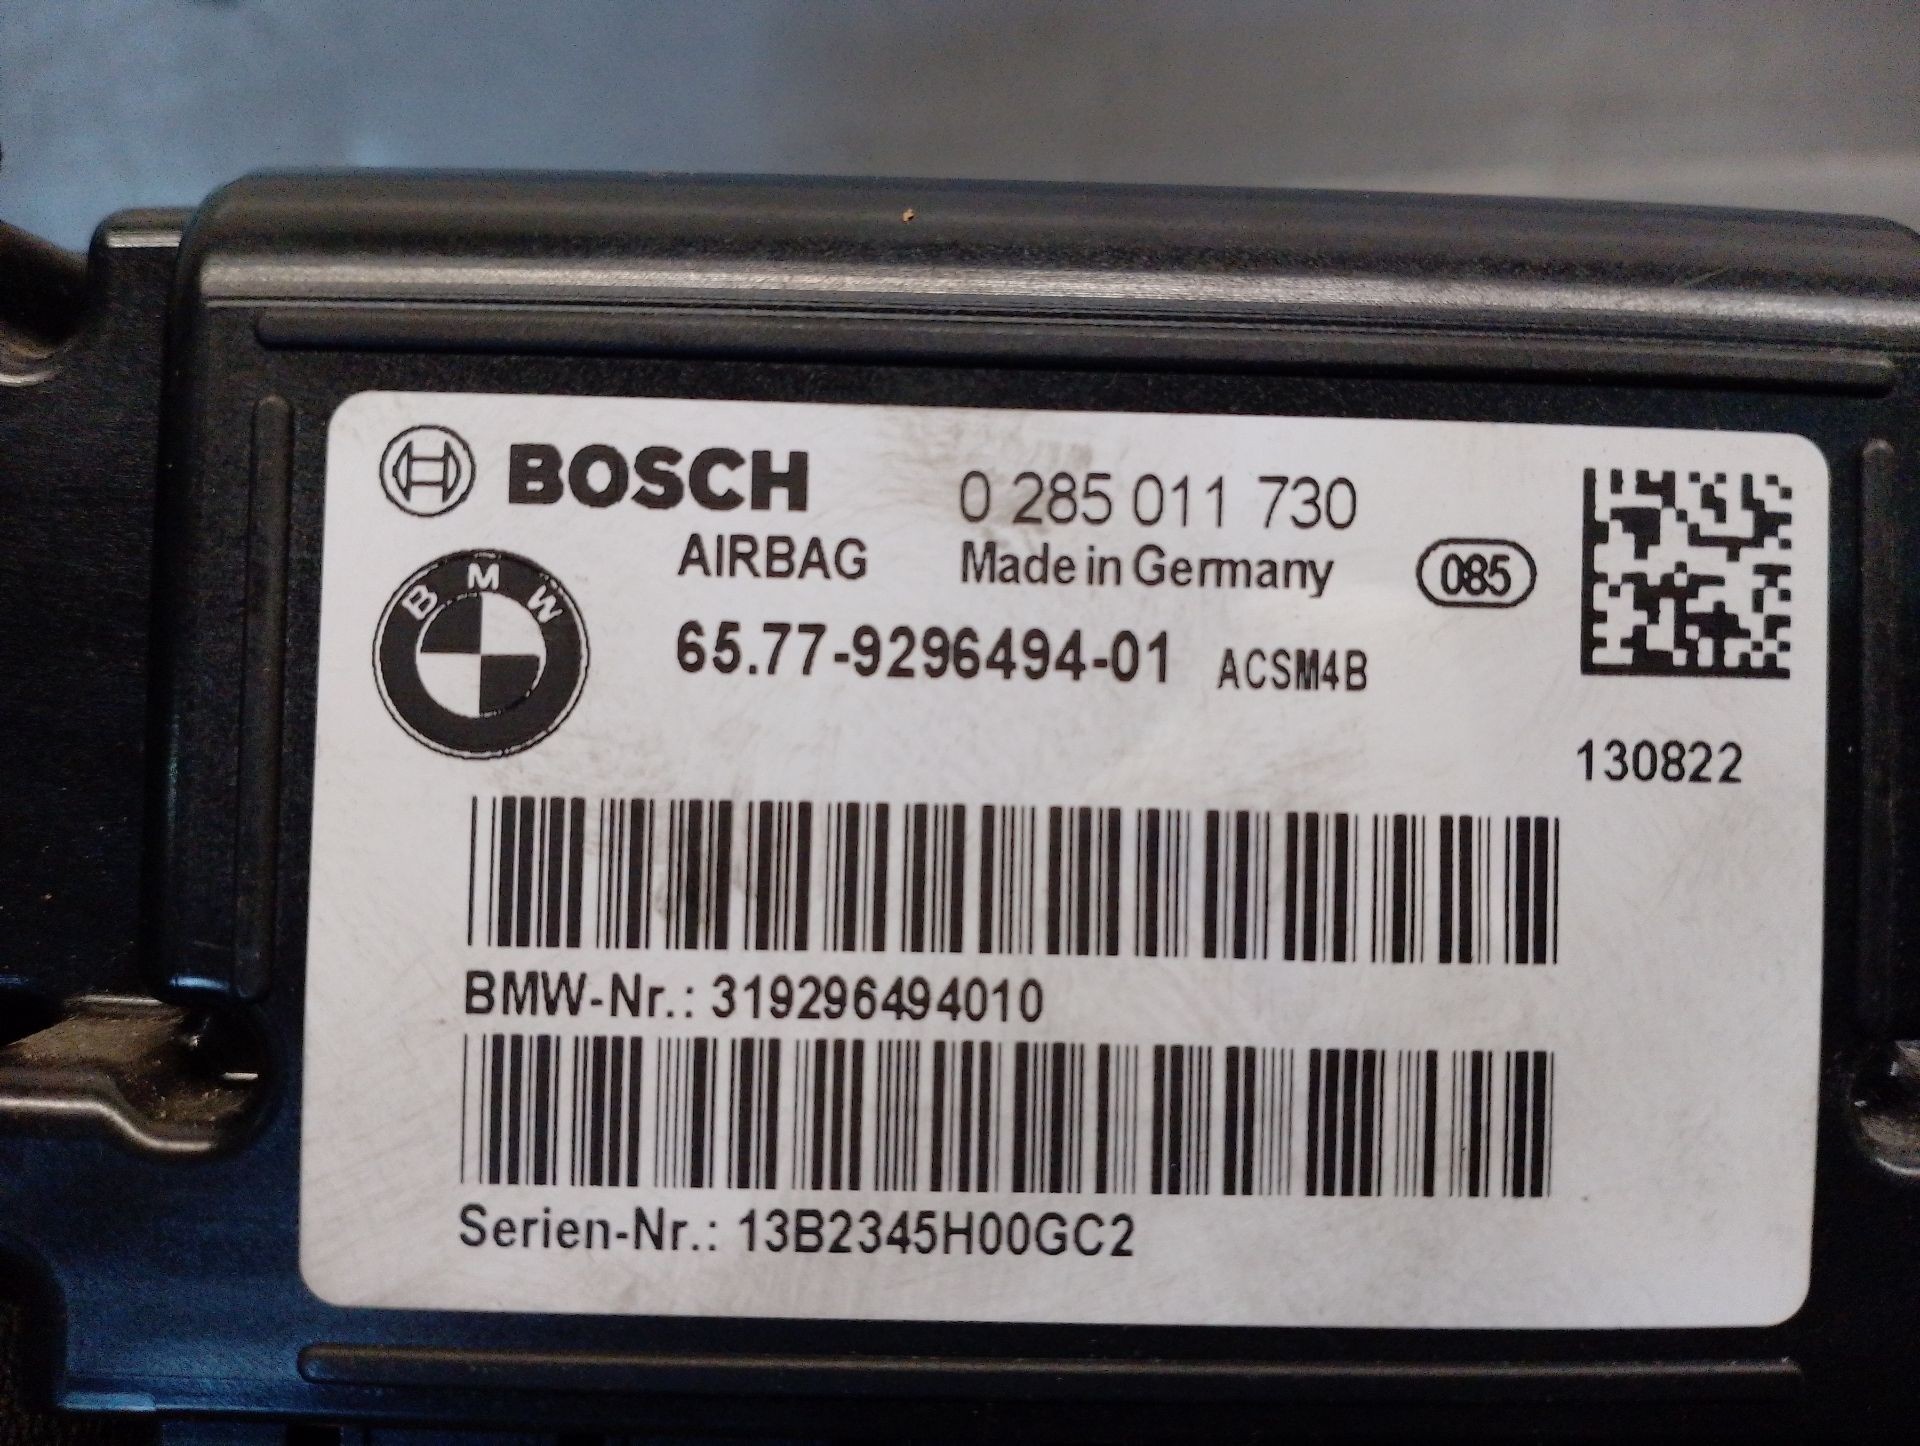 BOSCH 0 285 011 730
AIRBAG Made in Germany 085
BMW
65.77-9296494-01 ACSM4B
130822
BMW-Nr.: 319296494010
Serien-Nr.: 13B2345H00GC2